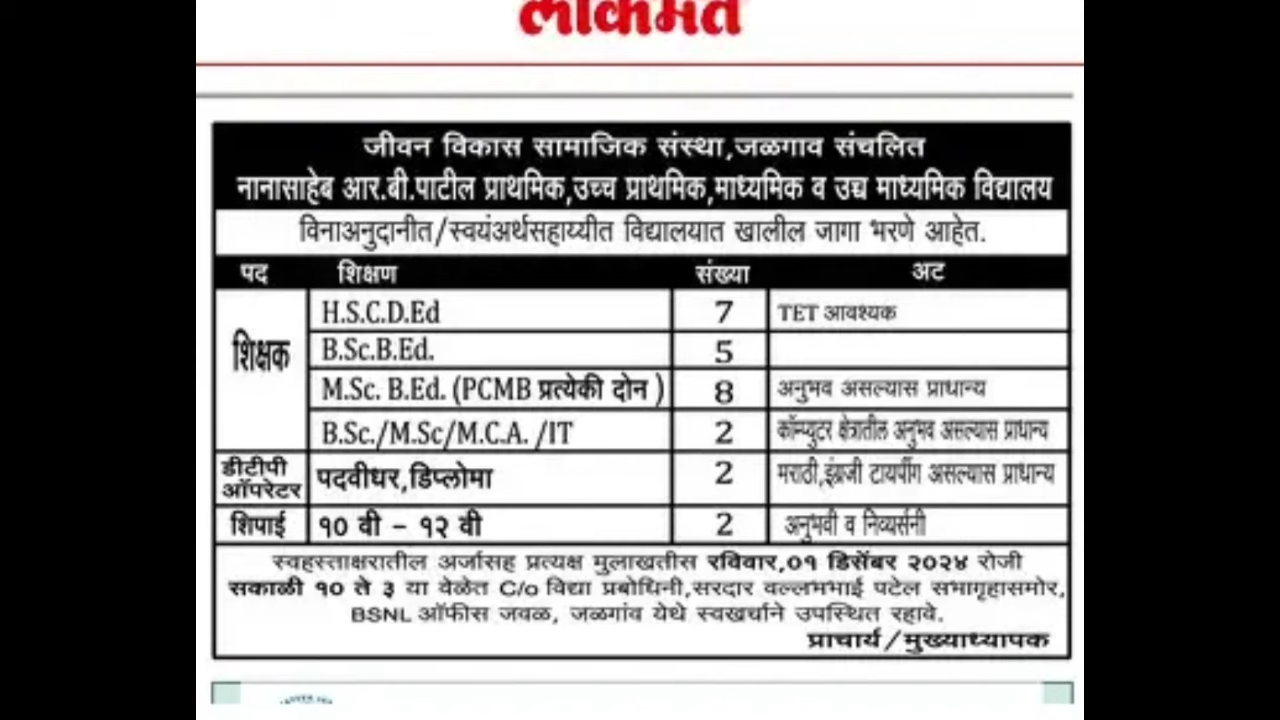 लोकमत
जीवन विकास सामाजिक संस्था,जळगाव संचलित
नानासाहेब आर.बी.पाटील प्राथमिक,उच्च प्राथमिक,माध्यमिक व उच्च माध्यमिक विद्यालय
विनाअनुदानीत/स्वयंअर्थसहाय्यीत विद्यालयात खालील जागा भरणे आहेत.
पद शिक्षण संख्या अट
शिक्षक
H.S.C.D.Ed 7 TET आवश्यक
B.Sc.B.Ed. 5
M.Sc. B.Ed. (PCMB प्रत्येकी दोन ) 8 अनुभव असल्यास प्राधान्य
B.Sc./M.Sc/M.C.A. /IT 2 कॉम्प्युटर क्षेत्रातील अनुभव असल्यास प्राधान्य
डीटीपी ऑपरेटर पदवीधर,डिप्लोमा 2 मराठी,इंग्रजी टायपींग असल्यास प्राधान्य
शिपाई १० वी – १२ वी 2 अनुभवी व निव्यर्सनी
स्वहस्ताक्षरातील अर्जासह प्रत्यक्ष मुलाखतीस रविवार,०१ डिसेंबर २०२४ रोजी
सकाळी १० ते ३ या वेळेत C/o विद्या प्रबोधिनी,सरदार वल्लभभाई पटेल सभागृहासमोर,
BSNL ऑफीस जवळ, जळगांव येथे स्वखर्चाने उपस्थित रहावे.
प्राचार्य/मुख्याध्यापक